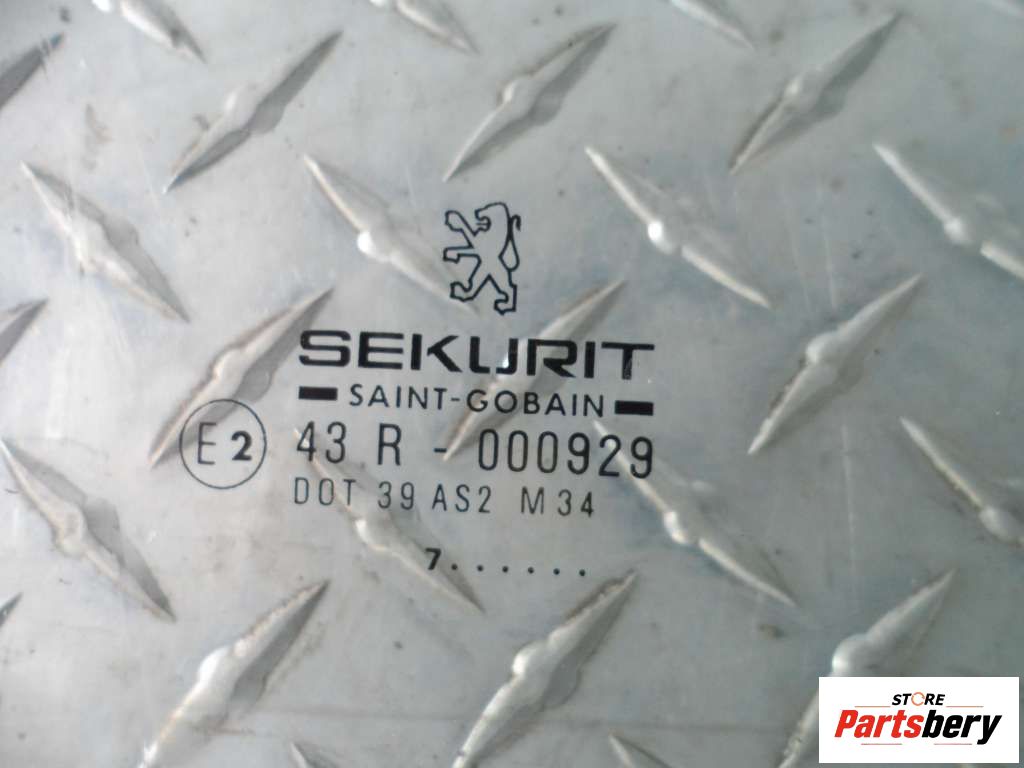 SEKURIT
SAINT-GOBAIN
E2 43 R - 000929
DOT 39 AS2 M34
7......
STORE
Partsbery